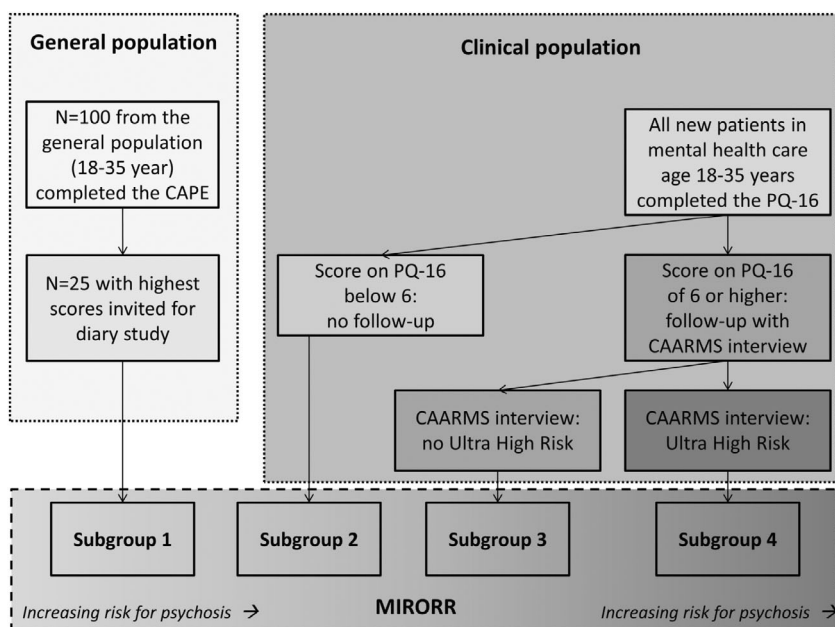 General population
N=100 from the
general population
(18-35 year)
completed the CAPE
N=25 with highest
scores invited for
diary study
Clinical population
All new patients in
mental health care
age 18-35 years
completed the PQ-16
Score on PQ-16
below 6:
no follow-up
Score on PQ-16
of 6 or higher:
follow-up with
CAARMS interview
CAARMS interview:
no Ultra High Risk
CAARMS interview:
Ultra High Risk
Subgroup 1
Subgroup 2
Subgroup 3
Subgroup 4
Increasing risk for psychosis →
MIRORR
Increasing risk for psychosis →